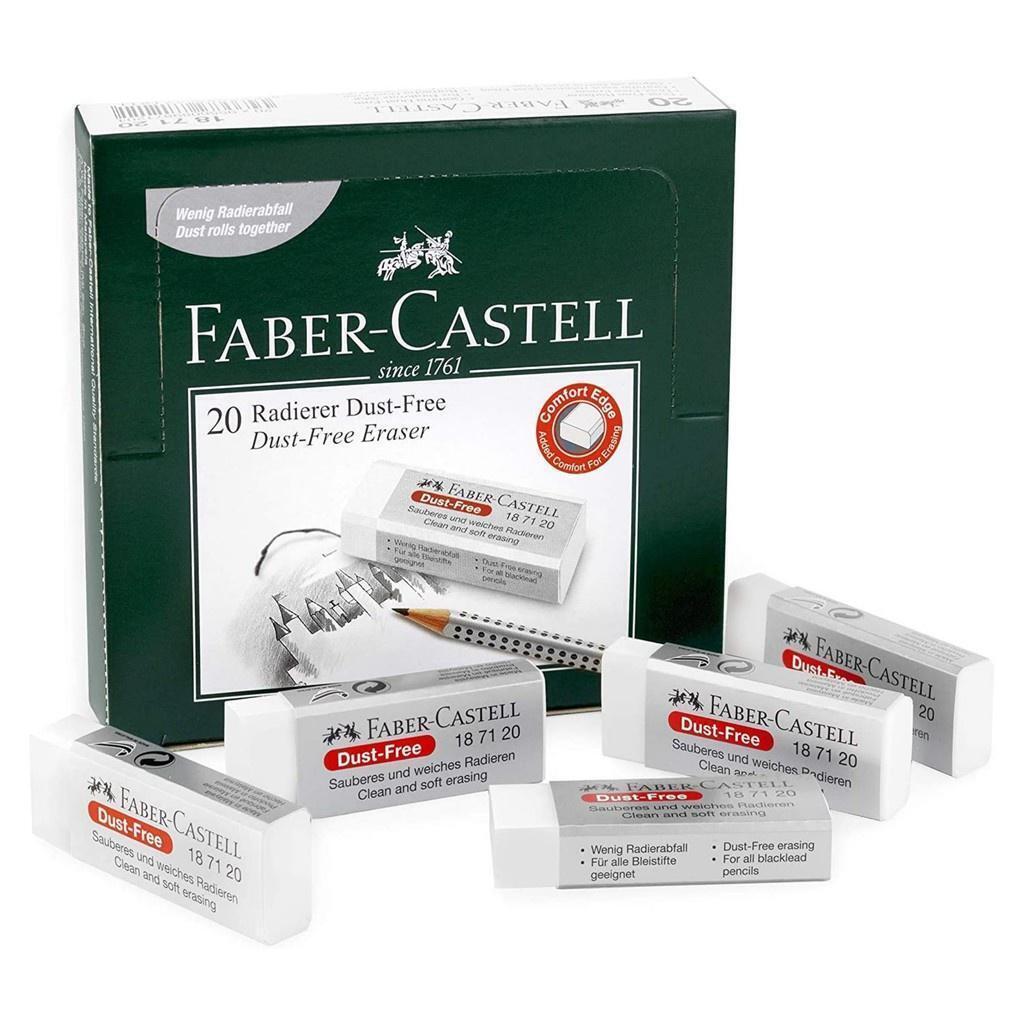 FABER-CASTELL
20
18 71 20
Wenig Radierabfall
Dust rolls together
FABER-CASTELL
since 1761
20 Radierer Dust-Free
Dust-Free Eraser
Comfort Edge
Added Comfort For Erasing
FABER-CASTELL
Dust-Free 18 71 20
Sauberes und weiches Radieren
Clean and soft erasing
• Wenig Radierabfall
• Für alle Bleistifte
geeignet
• Dust-Free erasing
• For all blacklead
pencils
FABER-CASTELL
Dust-Free
20
FABER-CASTELL
Dust-Free 18 71 20
Sauberes und weiches Radieren
Clean and soft erasing
FABER-CASTELL
Dust-Free 18 71 20
Sauberes und weiches Radieren
Clean and
FABER-CASTELL
Dust-Free 18 71 20
Sauberes und weiches Radieren
Clean and soft erasing
FABER-CASTELL
Dust-Free 18 71 20
Sauberes und weiches Radieren
Clean and soft erasing
• Wenig Radierabfall
• Für alle Bleistifte
geeignet
• Dust-Free erasing
• For all blacklead
pencils